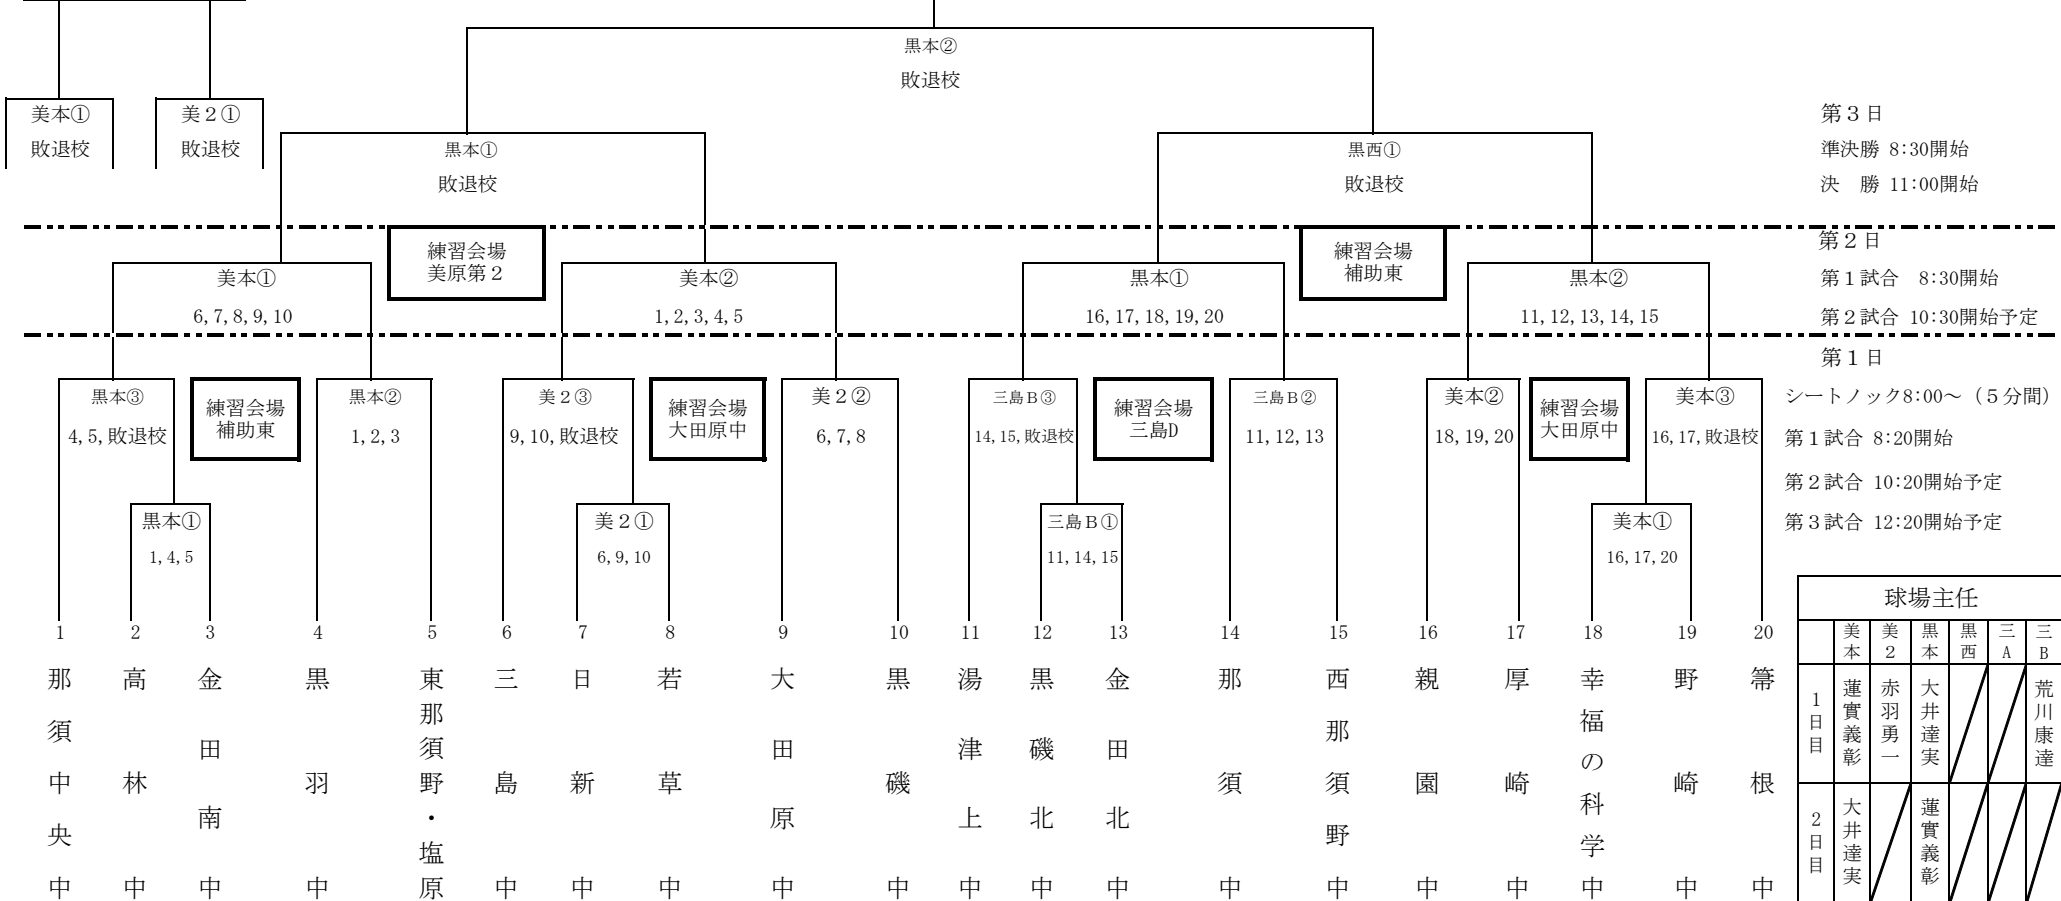 黒本②
敗退校
美本①
敗退校
美２①
敗退校
黒本①
敗退校
黒西①
敗退校
第３日
準決勝 8:30開始
決　勝 11:00開始
練習会場
美原第２
練習会場
補助東
第２日
美本①
6,7,8,9,10
美本②
1,2,3,4,5
黒本①
16,17,18,19,20
黒本②
11,12,13,14,15
第１試合　8:30開始
第２試合 10:30開始予定
第１日
黒本③
4,5,敗退校
練習会場
補助東
黒本②
1,2,3
美２③
9,10,敗退校
練習会場
大田原中
美２②
6,7,8
三島Ｂ③
14,15,敗退校
練習会場
三島D
三島Ｂ②
11,12,13
美本②
18,19,20
練習会場
大田原中
美本③
16,17,敗退校
シートノック8:00～（５分間）
第１試合 8:20開始
第２試合 10:20開始予定
第３試合 12:20開始予定
黒本①
1,4,5
美２①
6,9,10
三島Ｂ①
11,14,15
美本①
16,17,20
1 那須中央中
2 高林中
3 金田南中
4 黒羽中
5 東那須野・塩原
6 三島中
7 日新中
8 若草中
9 大田原中
10 黒磯中
11 湯津上中
12 黒磯北中
13 金田北中
14 那須中
15 西那須野中
16 親園中
17 厚崎中
18 幸福の科学中
19 野崎中
20 箒根中
球場主任
美本 美２ 黒本 黒西 三A 三B
1日目 蓮實義彰 赤羽勇一 大井達実 荒川康達
2日目 大井達実 蓮實義彰